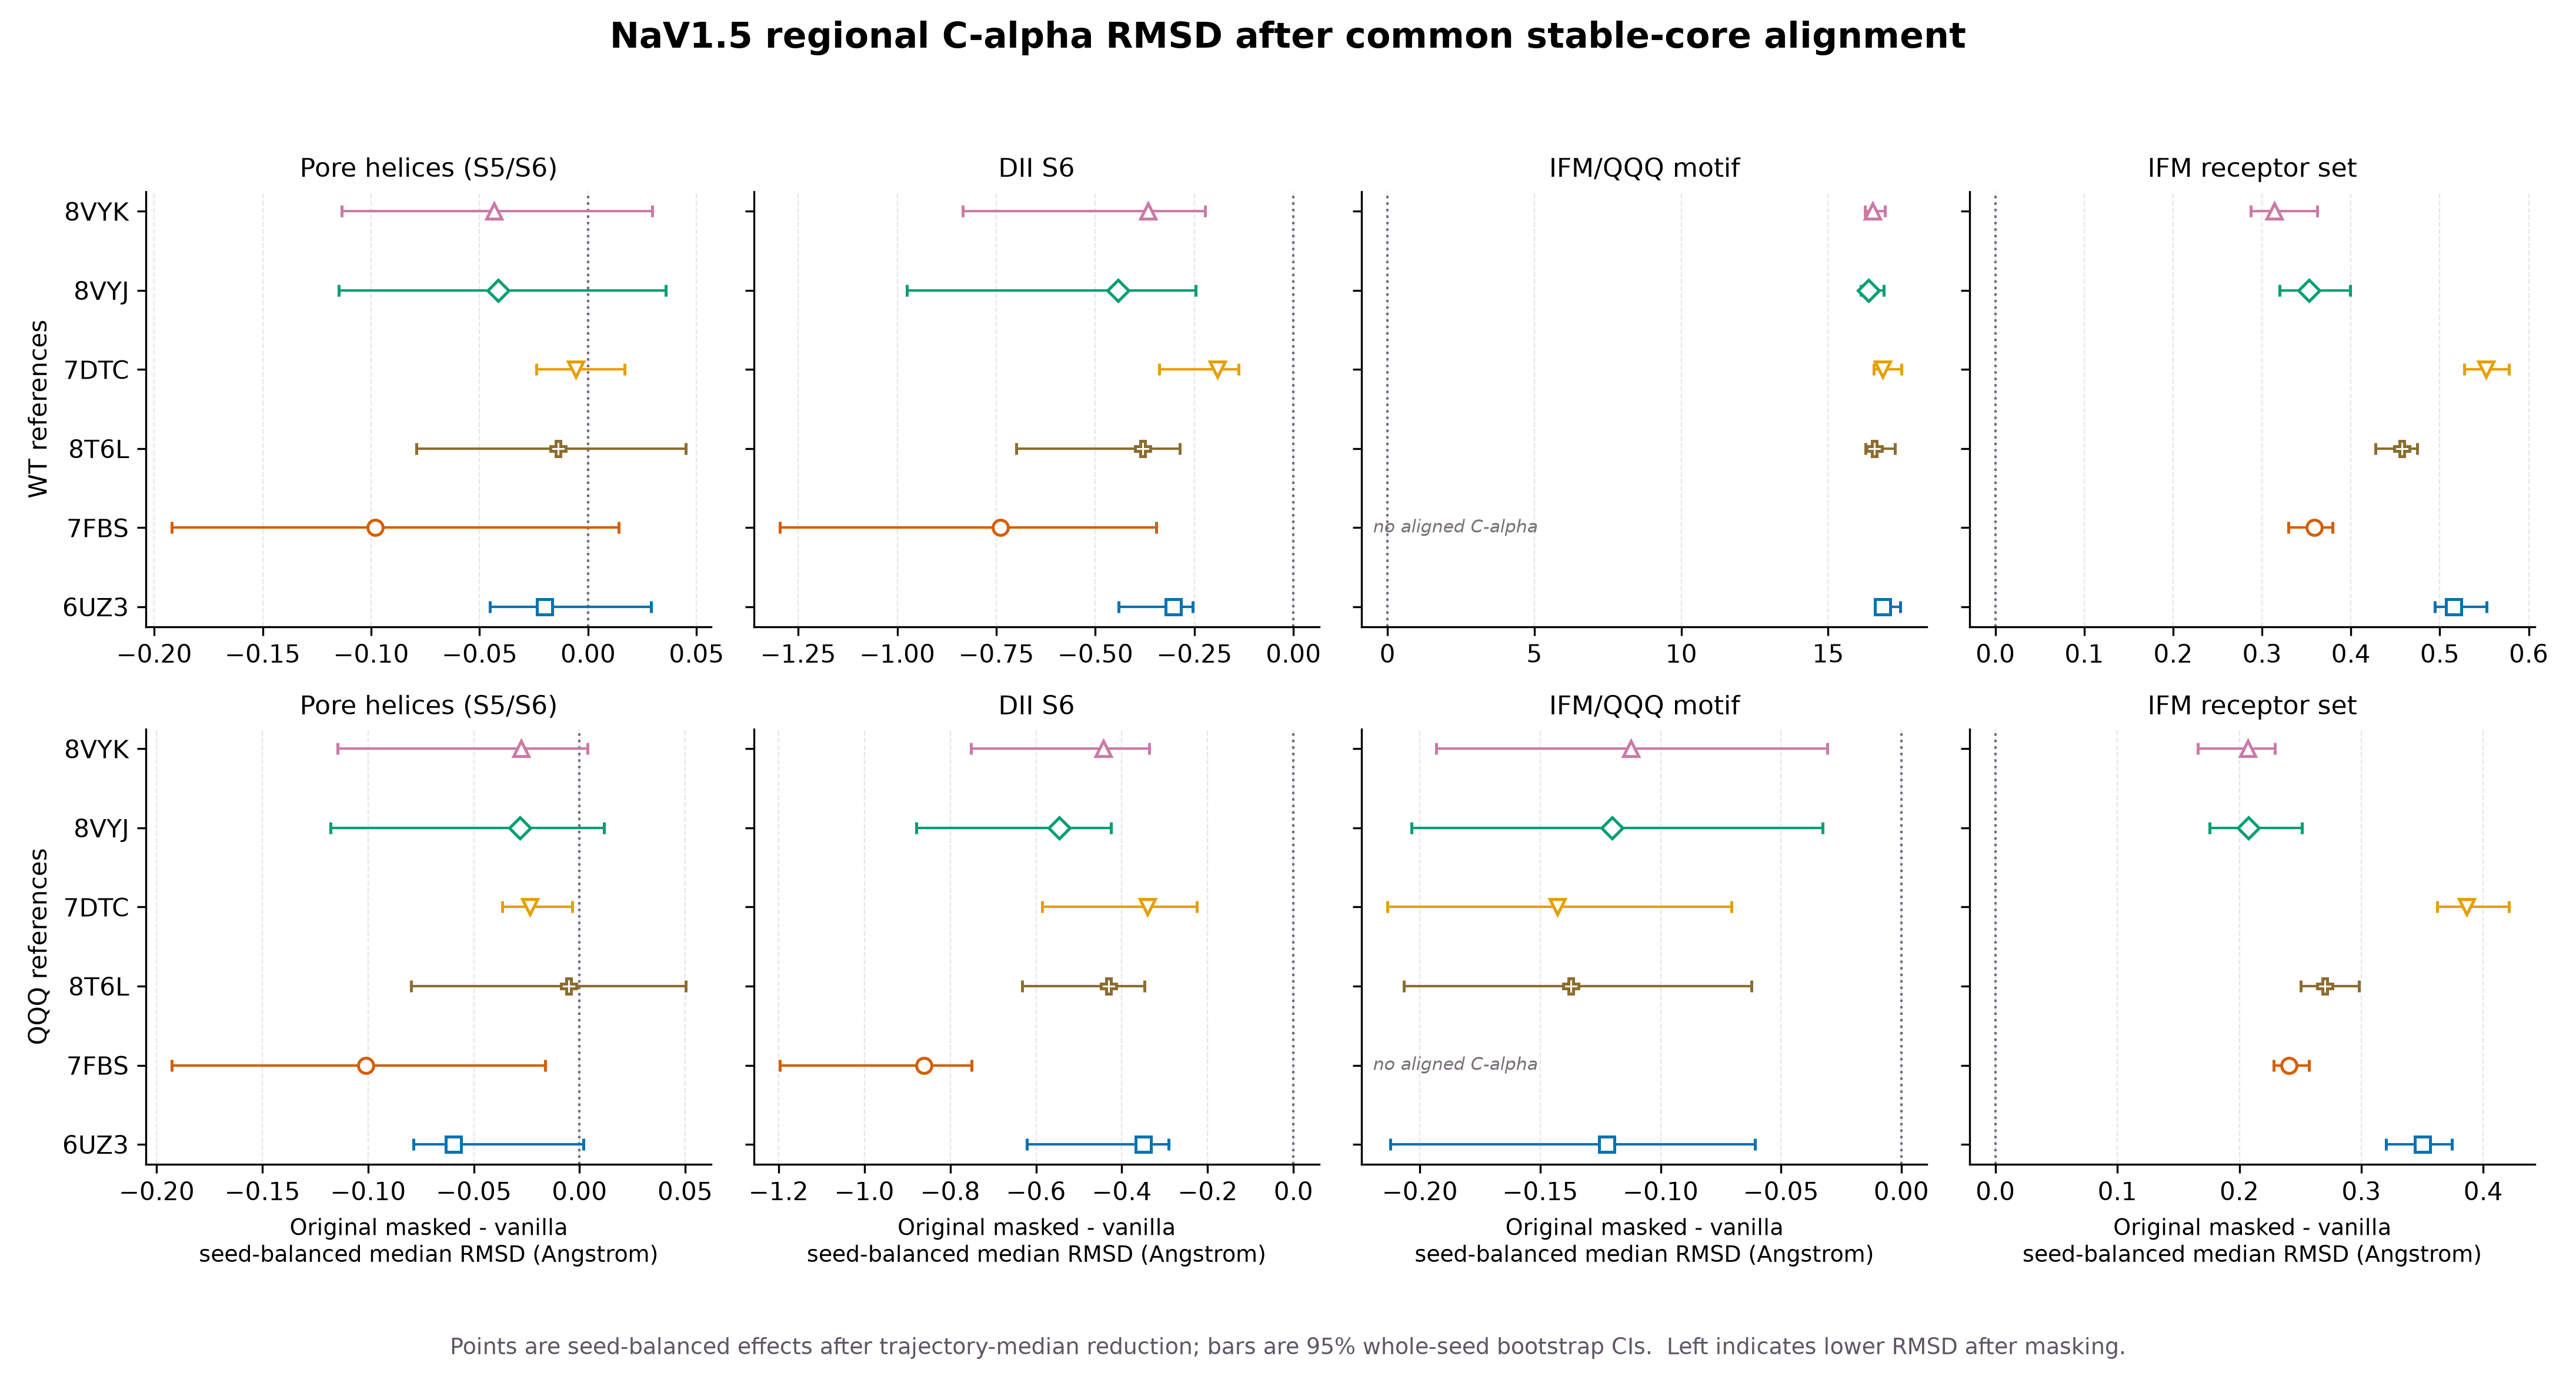 NaV1.5 regional C-alpha RMSD after common stable-core alignment
Pore helices (S5/S6)
DII S6
IFM/QQQ motif
IFM receptor set
WT references
8VYK
8VYJ
7DTC
8T6L
7FBS
6UZ3
no aligned C-alpha
−0.20 −0.15 −0.10 −0.05 0.00 0.05
−1.25 −1.00 −0.75 −0.50 −0.25 0.00
0 5 10 15
0.0 0.1 0.2 0.3 0.4 0.5 0.6
Pore helices (S5/S6)
DII S6
IFM/QQQ motif
IFM receptor set
QQQ references
8VYK
8VYJ
7DTC
8T6L
7FBS
6UZ3
no aligned C-alpha
−0.20 −0.15 −0.10 −0.05 0.00 0.05
−1.2 −1.0 −0.8 −0.6 −0.4 −0.2 0.0
−0.20 −0.15 −0.10 −0.05 0.00
0.0 0.1 0.2 0.3 0.4
Original masked - vanilla
seed-balanced median RMSD (Angstrom)
Original masked - vanilla
seed-balanced median RMSD (Angstrom)
Original masked - vanilla
seed-balanced median RMSD (Angstrom)
Original masked - vanilla
seed-balanced median RMSD (Angstrom)
Points are seed-balanced effects after trajectory-median reduction; bars are 95% whole-seed bootstrap CIs.  Left indicates lower RMSD after masking.